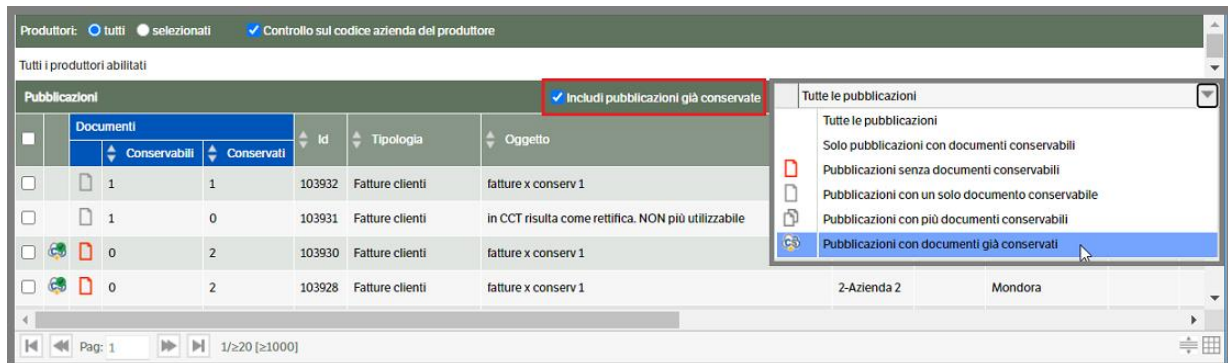 Produttori: tutti selezionati Controllo sul codice azienda del produttore
Tutti i produttori abilitati
Pubblicazioni Includi pubblicazioni già conservate Tutte le pubblicazioni
Tutte le pubblicazioni
Solo pubblicazioni con documenti conservabili
Pubblicazioni senza documenti conservabili
Pubblicazioni con un solo documento conservabile
Pubblicazioni con più documenti conservabili
Pubblicazioni con documenti già conservati
Documenti Id Tipologia Oggetto
Conservabili Conservati
1 1 103932 Fatture clienti fatture x conserv 1
1 0 103931 Fatture clienti in CCT risulta come rettifica. NON più utilizzabile
0 2 103930 Fatture clienti fatture x conserv 1
0 2 103928 Fatture clienti fatture x conserv 1 2-Azienda 2 Mondora
Pag: 1 1/≥20 [≥1000]